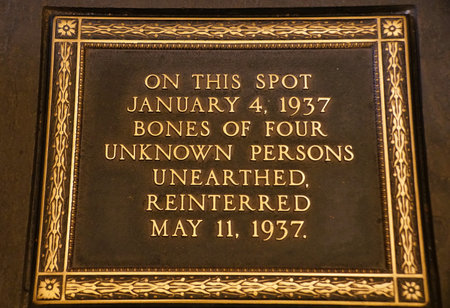 ON THIS SPOT
JANUARY 4, 1937
BONES OF FOUR
UNKNOWN PERSONS
UNEARTHED,
REINTERRED
MAY 11, 1937.